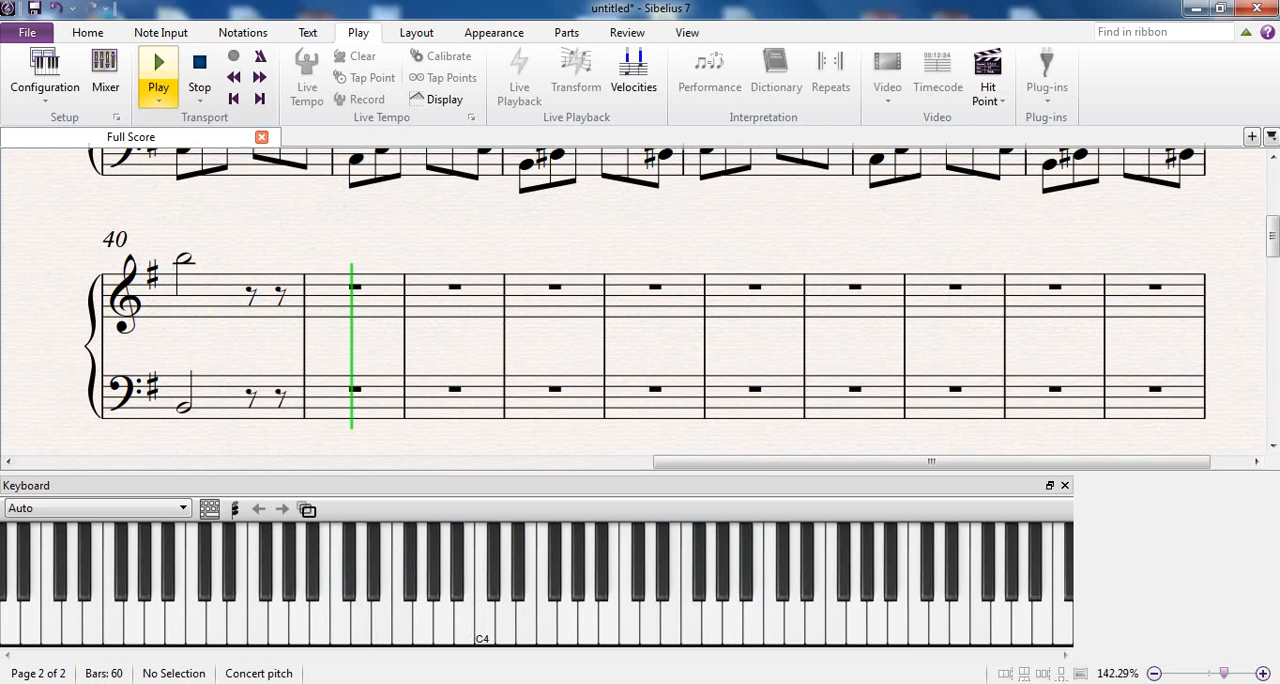 untitled* - Sibelius 7
File Home Note Input Notations Text Play Layout Appearance Parts Review View Find in ribbon
Configuration Mixer Play Stop Live Tempo Clear Tap Point Record Calibrate Tap Points Display Live Playback Transform Velocities Performance Dictionary Repeats Video Timecode 00:12:34 Hit Point Plug-ins
Setup Transport Live Tempo Live Playback Interpretation Video Plug-ins
Full Score
40
Keyboard
Auto
C4
Page 2 of 2 Bars: 60 No Selection Concert pitch 142.29%